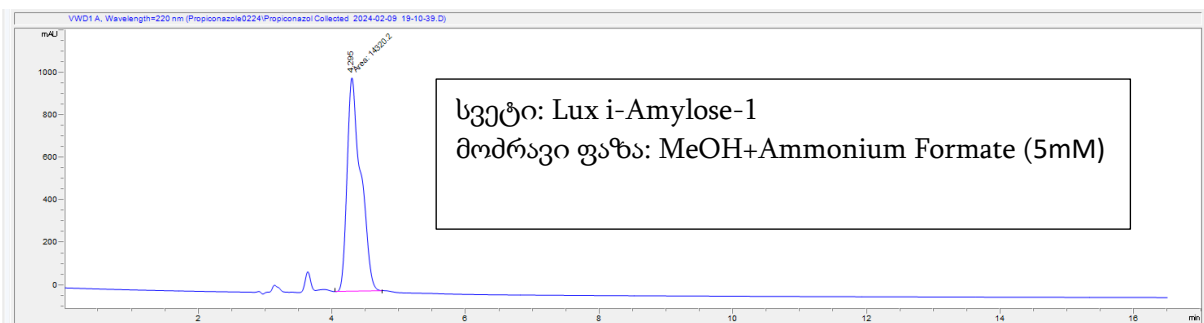 VWD1 A, Wavelength=220 nm (Propiconazole0224\Propiconazol Collected 2024-02-09 19-10-39.D)
mAU
1000
800
600
400
200
0
4.295
Area: 14320.2
სვეტი: Lux i-Amylose-1
მოძრავი ფაზა: MeOH+Ammonium Formate (5mM)
2 4 6 8 10 12 14 16 min